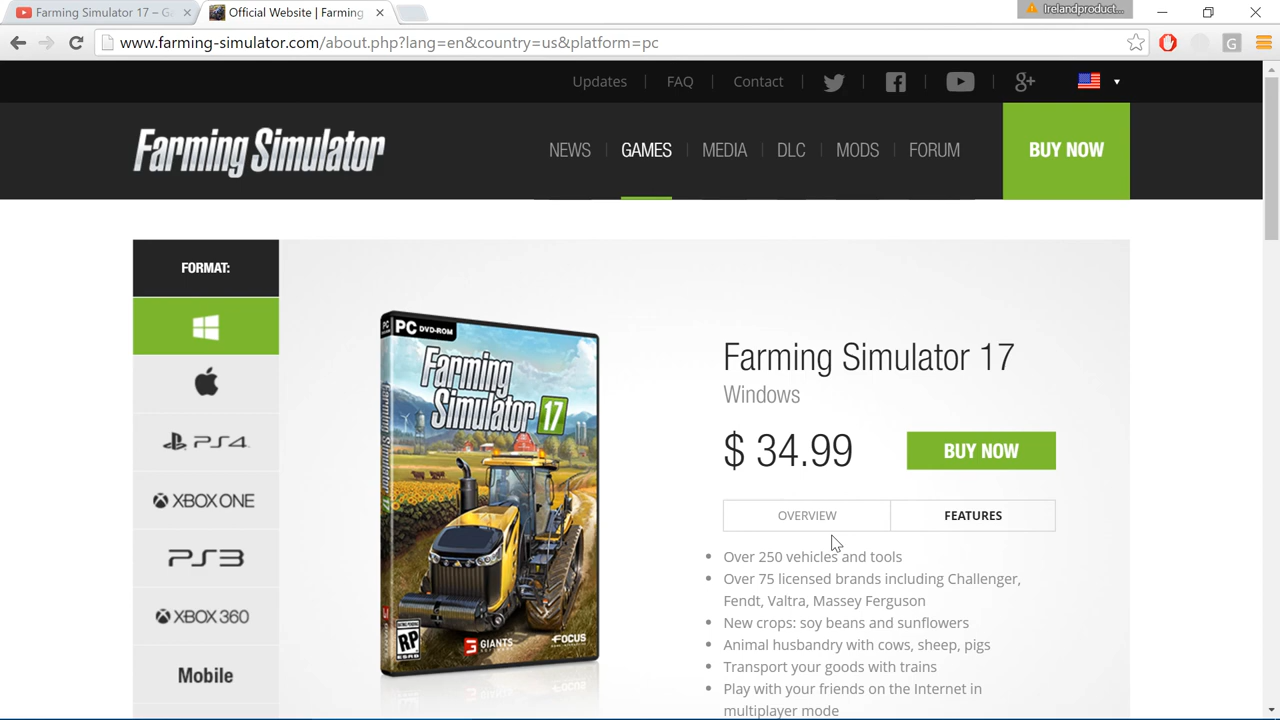 Farming Simulator 17 – G
Official Website | Farming
Irelandproduct...
www.farming-simulator.com/about.php?lang=en&country=us&platform=pc
G
Updates
FAQ
Contact
g+
Farming Simulator
NEWS
GAMES
MEDIA
DLC
MODS
FORUM
BUY NOW
FORMAT:
PS4
XBOX ONE
PS3
XBOX 360
Mobile
PC DVD-ROM
Farming
Simulator 17
RP
ESRB
GIANTS
SOFTWARE
FOCUS
Farming Simulator 17
Windows
$ 34.99
BUY NOW
OVERVIEW
FEATURES
Over 250 vehicles and tools
Over 75 licensed brands including Challenger,
Fendt, Valtra, Massey Ferguson
New crops: soy beans and sunflowers
Animal husbandry with cows, sheep, pigs
Transport your goods with trains
Play with your friends on the Internet in
multiplayer mode